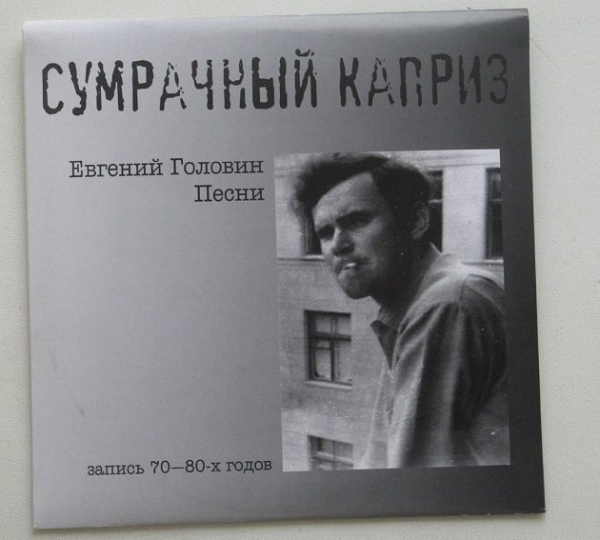 СУМРАЧНЫЙ КАПРИЗ
Евгений Головин
Песни
запись 70—80-х годов